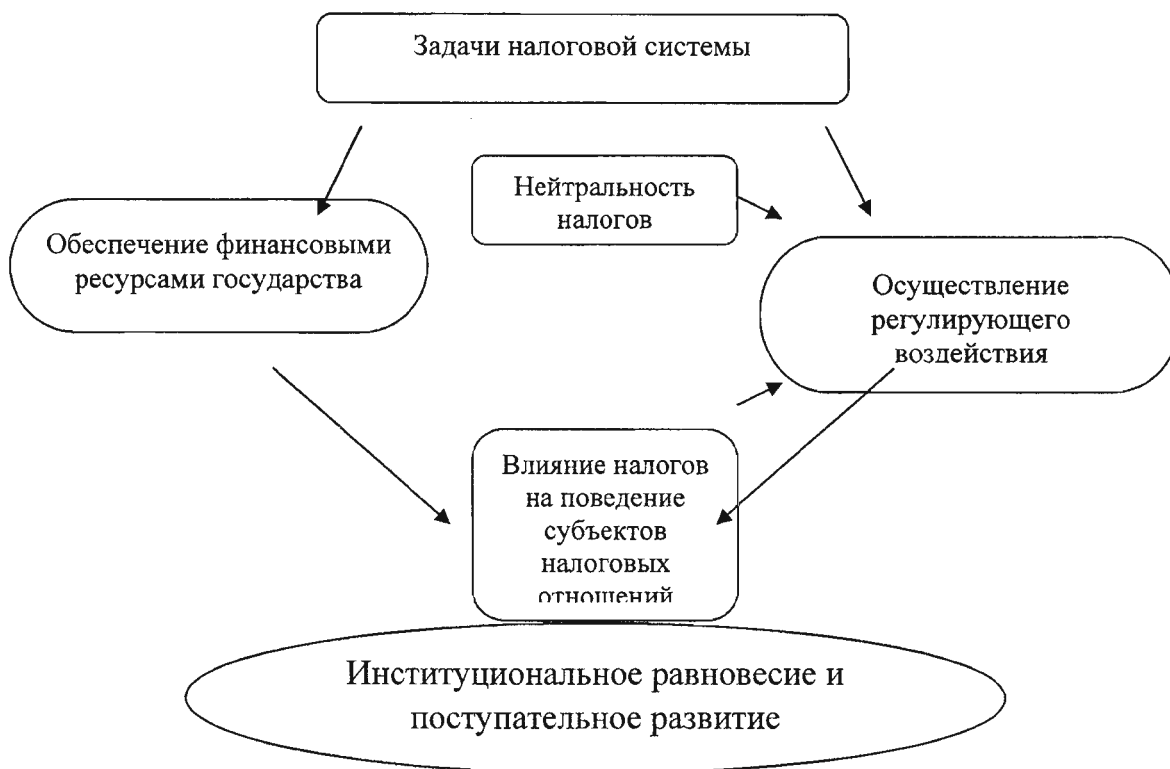 Задачи налоговой системы
Нейтральность
налогов
Обеспечение финансовыми
ресурсами государства
Осуществление
регулирующего
воздействия
Влияние налогов
на поведение
субъектов
налоговых
отношений
Институциональное равновесие и
поступательное развитие